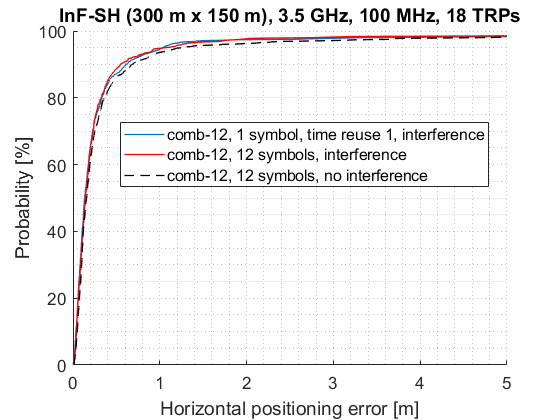 InF-SH (300 m x 150 m), 3.5 GHz, 100 MHz, 18 TRPs
100
80
60
40
20
0
Probability [%]
comb-12, 1 symbol, time reuse 1, interference
comb-12, 12 symbols, interference
comb-12, 12 symbols, no interference
0 1 2 3 4 5
Horizontal positioning error [m]